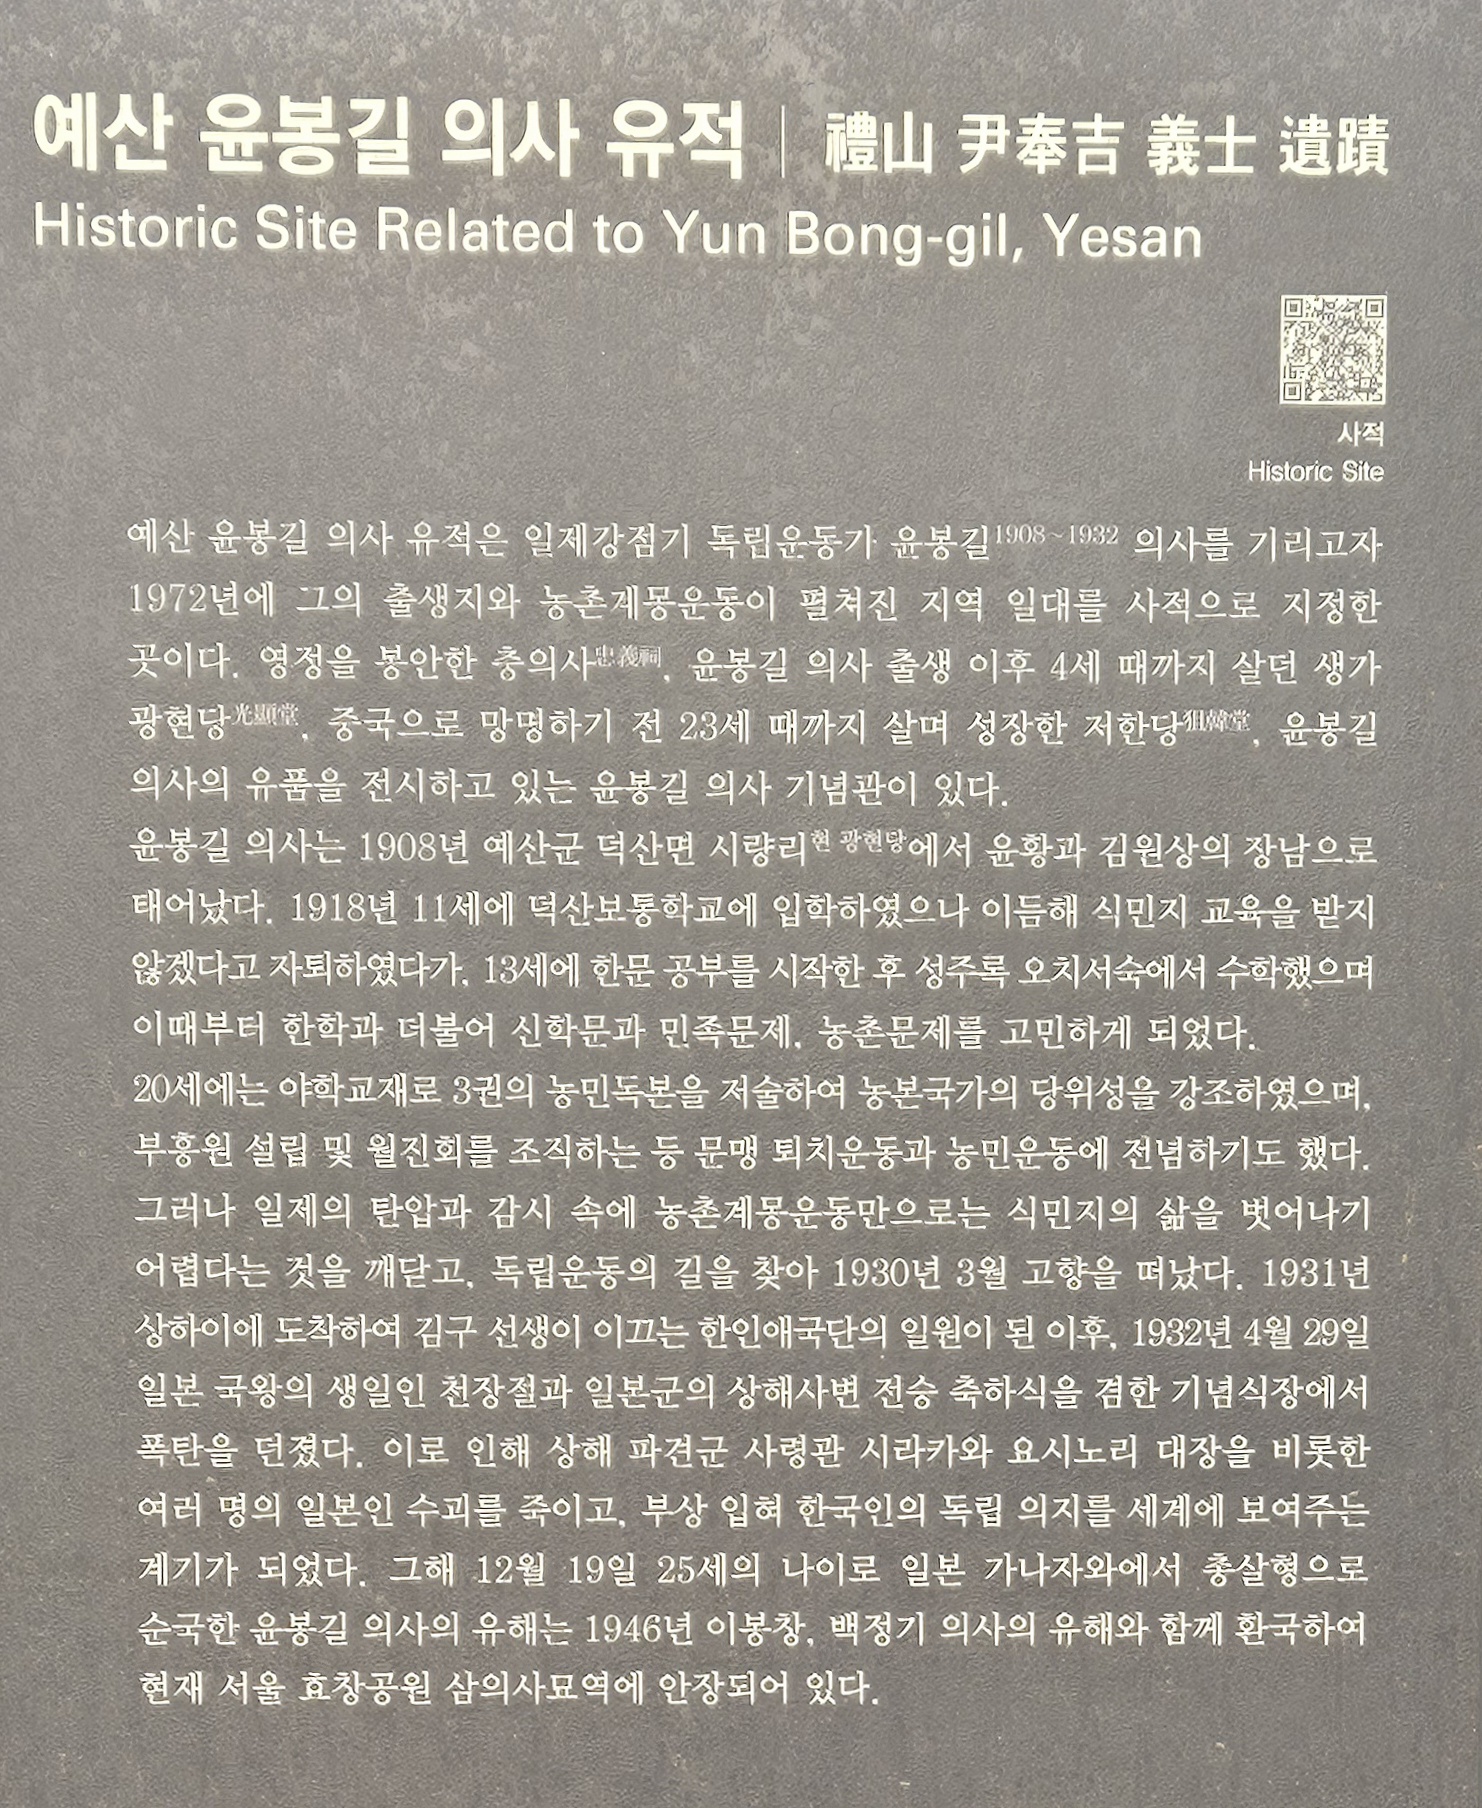 예산 윤봉길 의사 유적 | 禮山 尹奉吉 義士 遺蹟
Historic Site Related to Yun Bong-gil, Yesan
사적
Historic Site
예산 윤봉길 의사 유적은 일제강점기 독립운동가 윤봉길1908~1932 의사를 기리고자
1972년에 그의 출생지와 농촌계몽운동이 펼쳐진 지역 일대를 사적으로 지정한
곳이다. 영정을 봉안한 충의사忠義祠, 윤봉길 의사 출생 이후 4세 때까지 살던 생가
광현당光顯堂, 중국으로 망명하기 전 23세 때까지 살며 성장한 저한당狙韓堂, 윤봉길
의사의 유품을 전시하고 있는 윤봉길 의사 기념관이 있다.
윤봉길 의사는 1908년 예산군 덕산면 시량리현 광현당에서 윤황과 김원상의 장남으로
태어났다. 1918년 11세에 덕산보통학교에 입학하였으나 이듬해 식민지 교육을 받지
않겠다고 자퇴하였다가, 13세에 한문 공부를 시작한 후 성주록 오치서숙에서 수학했으며
이때부터 한학과 더불어 신학문과 민족문제, 농촌문제를 고민하게 되었다.
20세에는 야학교재로 3권의 농민독본을 저술하여 농본국가의 당위성을 강조하였으며,
부흥원 설립 및 월진회를 조직하는 등 문맹 퇴치운동과 농민운동에 전념하기도 했다.
그러나 일제의 탄압과 감시 속에 농촌계몽운동만으로는 식민지의 삶을 벗어나기
어렵다는 것을 깨닫고, 독립운동의 길을 찾아 1930년 3월 고향을 떠났다. 1931년
상하이에 도착하여 김구 선생이 이끄는 한인애국단의 일원이 된 이후, 1932년 4월 29일
일본 국왕의 생일인 천장절과 일본군의 상해사변 전승 축하식을 겸한 기념식장에서
폭탄을 던졌다. 이로 인해 상해 파견군 사령관 시라카와 요시노리 대장을 비롯한
여러 명의 일본인 수괴를 죽이고, 부상 입혀 한국인의 독립 의지를 세계에 보여주는
계기가 되었다. 그해 12월 19일 25세의 나이로 일본 가나자와에서 총살형으로
순국한 윤봉길 의사의 유해는 1946년 이봉창, 백정기 의사의 유해와 함께 환국하여
현재 서울 효창공원 삼의사묘역에 안장되어 있다.